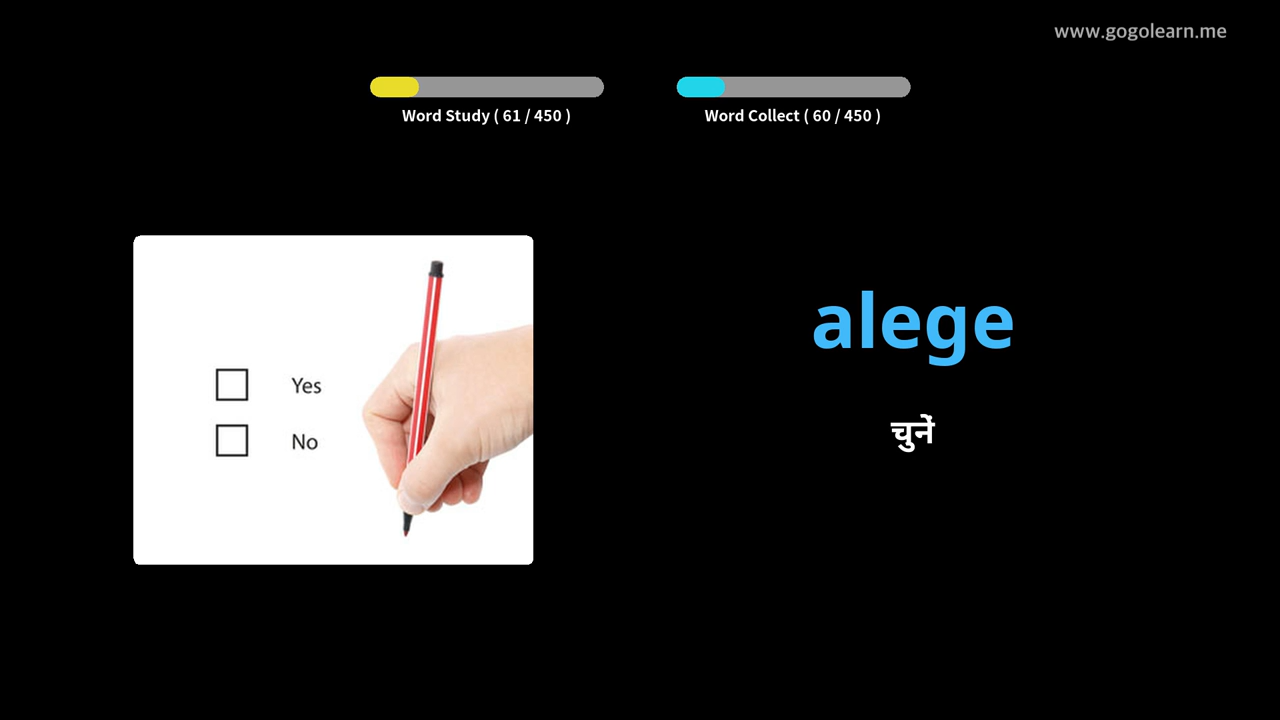 www.gogolearn.me
Word Study ( 61 / 450 )
Word Collect ( 60 / 450 )
Yes
No
alege
चुनें